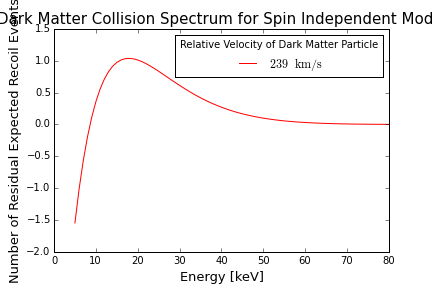 Dark Matter Collision Spectrum for Spin Independent Mod
Number of Residual Expected Recoil Events
1.5
1.0
0.5
0.0
−0.5
−1.0
−1.5
−2.0
Relative Velocity of Dark Matter Particle
239 km/s
0 10 20 30 40 50 60 70 80
Energy [keV]